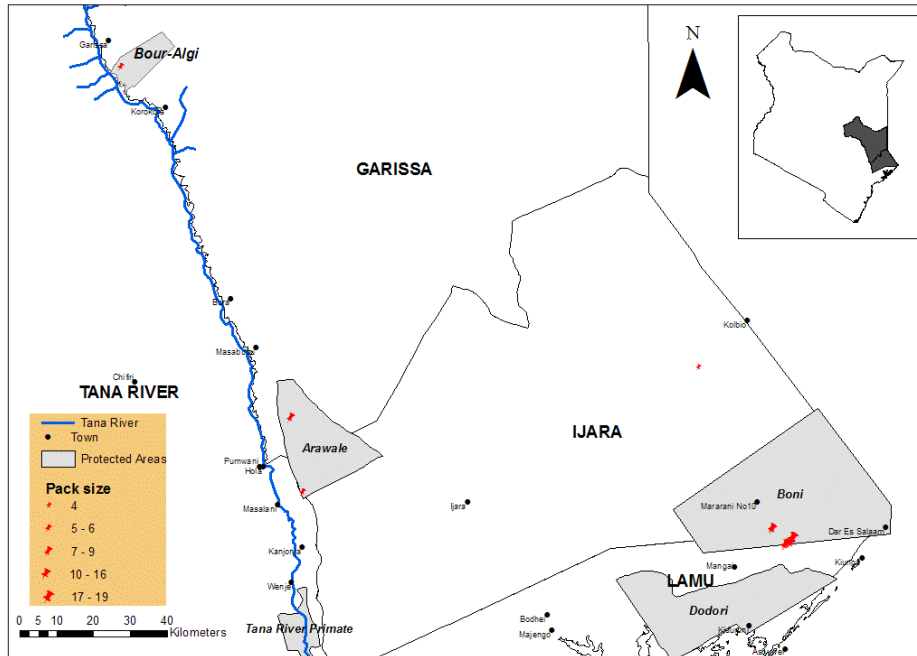 Garissa
Bour-Algi
Korokora
N
GARISSA
Bura
Masabubu
Kolbio
Chifiri
TANA RIVER
IJARA
Arawale
Pumwani
Hola
Masalani
Ijara
Boni
Mararani No10
Dar Es Salaam
Kanjonja
Manga
Kiunga
Wenje
LAMU
Dodori
Bodhei
Majengo
Tana River Primate
Tana River
Town
Protected Areas
Pack size
4
5 - 6
7 - 9
10 - 16
17 - 19
0 5 10 20 30 40
Kilometers